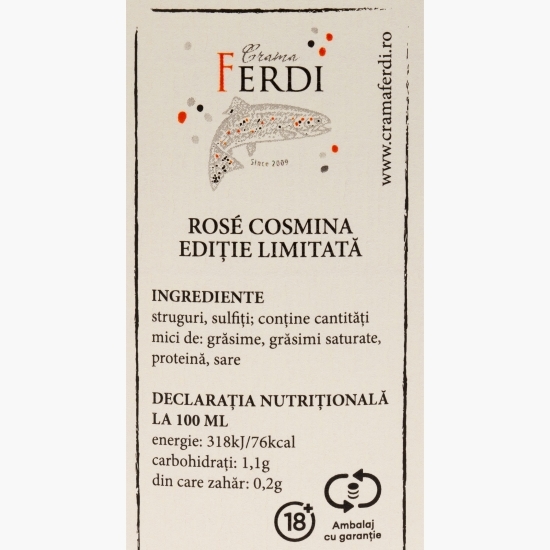 Crama
FERDI
Since 2009
www.cramaferdi.ro
ROSÉ COSMINA
EDIȚIE LIMITATĂ
INGREDIENTE
struguri, sulfiți; conține cantități
mici de: grăsime, grăsimi saturate,
proteină, sare
DECLARAȚIA NUTRIȚIONALĂ
LA 100 ML
energie: 318kJ/76kcal
carbohidrați: 1,1g
din care zahăr: 0,2g
18+
Ambalaj
cu garanție